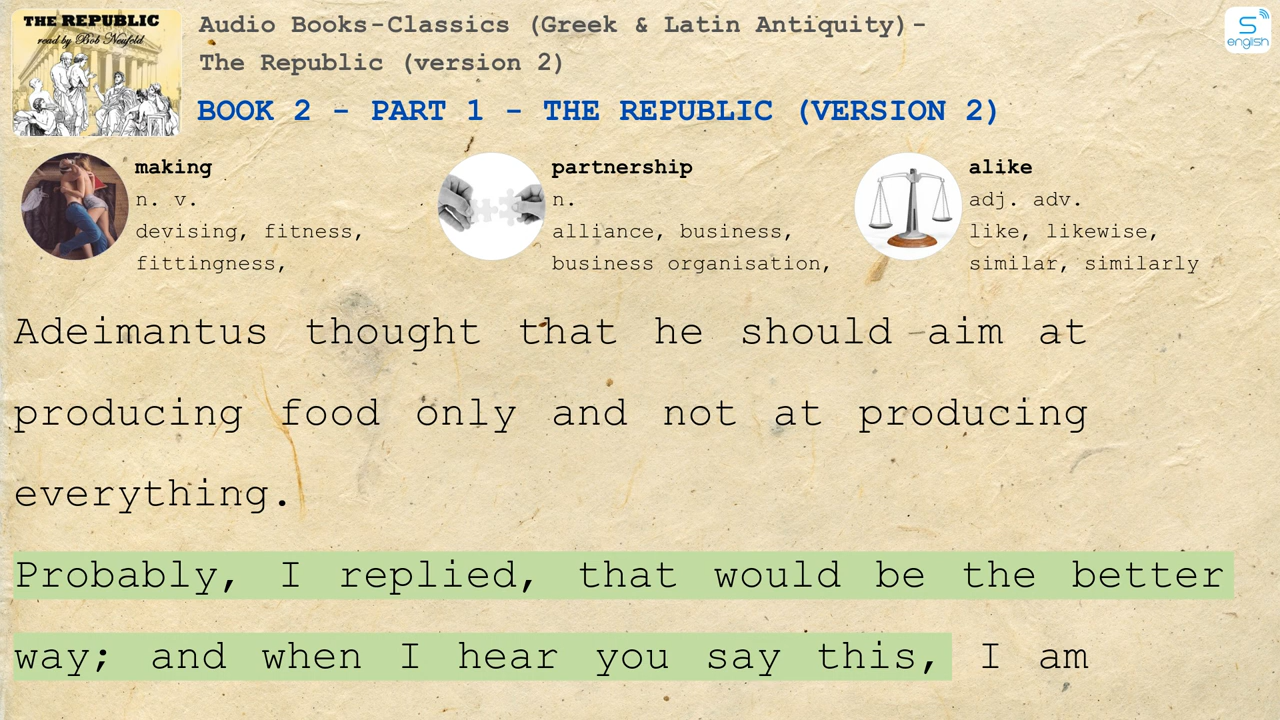 THE REPUBLIC
read by Bob Neufeld
Audio Books-Classics (Greek & Latin Antiquity)-
The Republic (version 2)
BOOK 2 - PART 1 - THE REPUBLIC (VERSION 2)
S
english
making
n. v.
devising, fitness,
fittingness,
partnership
n.
alliance, business,
business organisation,
alike
adj. adv.
like, likewise,
similar, similarly
Adeimantus thought that he should aim at
producing food only and not at producing
everything.
Probably, I replied, that would be the better
way; and when I hear you say this, I am